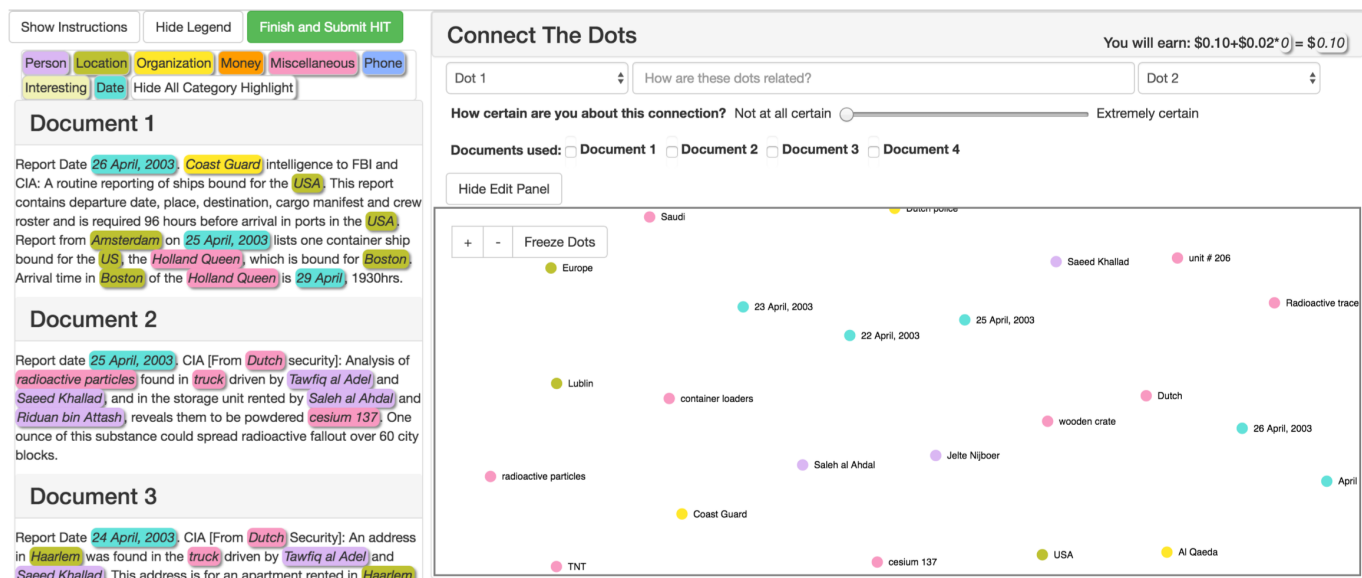 Show Instructions
Hide Legend
Finish and Submit HIT
Person Location Organization Money Miscellaneous Phone
Interesting Date Hide All Category Highlight
Document 1
Report Date 26 April, 2003. Coast Guard intelligence to FBI and
CIA: A routine reporting of ships bound for the USA. This report
contains departure date, place, destination, cargo manifest and crew
roster and is required 96 hours before arrival in ports in the USA.
Report from Amsterdam on 25 April, 2003 lists one container ship
bound for the US, the Holland Queen, which is bound for Boston.
Arrival time in Boston of the Holland Queen is 29 April, 1930hrs.
Document 2
Report date 25 April, 2003. CIA [From Dutch security]: Analysis of
radioactive particles found in truck driven by Tawfiq al Adel and
Saeed Khallad, and in the storage unit rented by Saleh al Ahdal and
Riduan bin Attash, reveals them to be powdered cesium 137. One
ounce of this substance could spread radioactive fallout over 60 city
blocks.
Document 3
Report Date 24 April, 2003. CIA [From Dutch Security]: An address
in Haarlem was found in the truck driven by Tawfiq al Adel and
Saeed Khallad. This address is for an apartment rented in Haarlem
Connect The Dots
You will earn: $0.10+$0.02*0 = $0.10
Dot 1
How are these dots related?
Dot 2
How certain are you about this connection? Not at all certain Extremely certain
Documents used: Document 1 Document 2 Document 3 Document 4
Hide Edit Panel
+ - Freeze Dots
Saudi
Dutch police
Europe
Saeed Khallad
unit # 206
23 April, 2003
Radioactive trace
22 April, 2003
25 April, 2003
Lublin
container loaders
Dutch
wooden crate
26 April, 2003
Saleh al Ahdal
Jelte Nijboer
radioactive particles
April
Coast Guard
TNT
cesium 137
USA
Al Qaeda